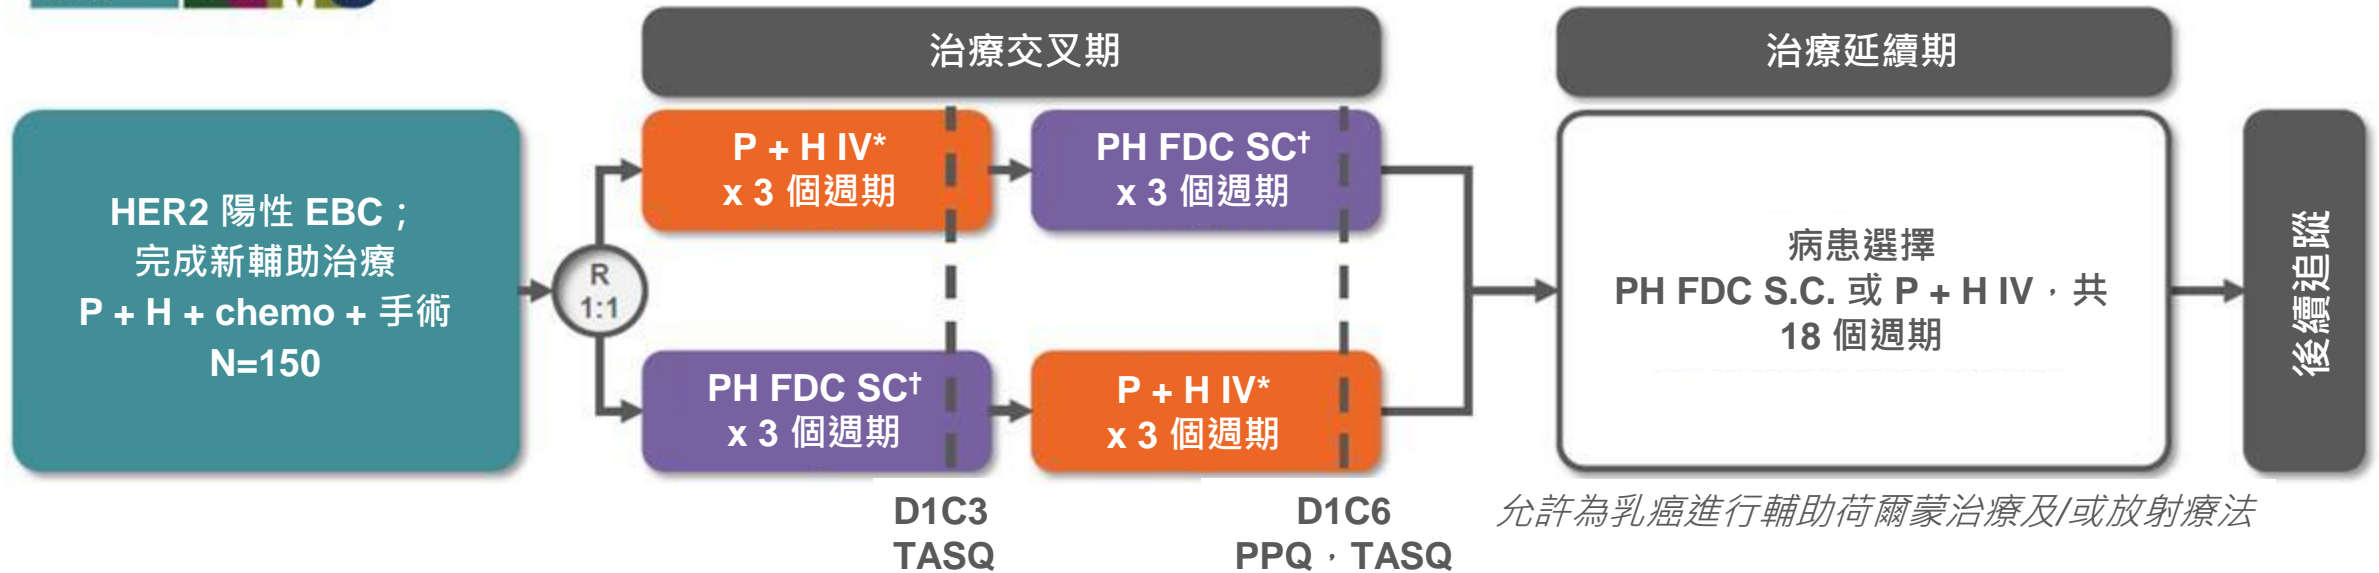 治療交叉期
治療延續期
HER2 陽性 EBC；
完成新輔助治療
P + H + chemo + 手術
N=150
R
1:1
P + H IV*
x 3 個週期
PH FDC SC†
x 3 個週期
PH FDC SC†
x 3 個週期
P + H IV*
x 3 個週期
病患選擇
PH FDC S.C. 或 P + H IV，共
18 個週期
後續追蹤
D1C3
TASQ
D1C6
PPQ，TASQ
允許為乳癌進行輔助荷爾蒙治療及/或放射療法